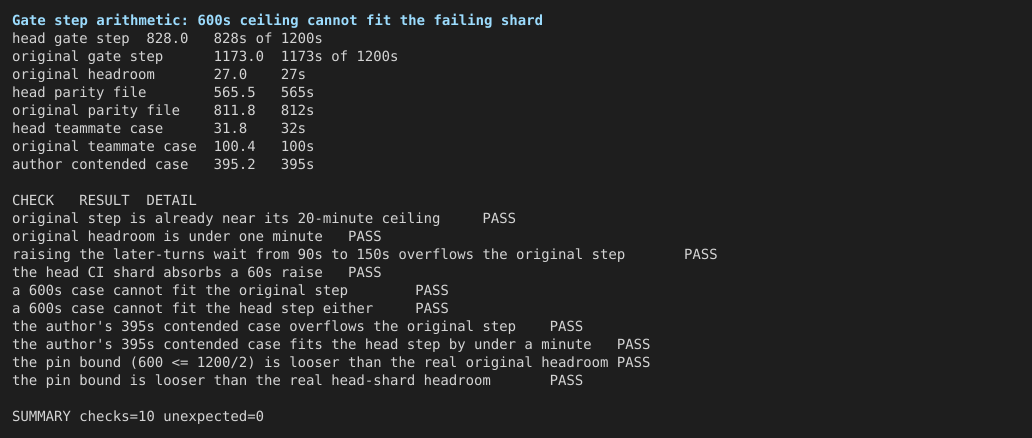 Gate step arithmetic: 600s ceiling cannot fit the failing shard
head gate step  828.0   828s of 1200s
original gate step      1173.0  1173s of 1200s
original headroom       27.0    27s
head parity file        565.5   565s
original parity file    811.8   812s
head teammate case      31.8    32s
original teammate case  100.4   100s
author contended case   395.2   395s

CHECK   RESULT  DETAIL
original step is already near its 20-minute ceiling     PASS
original headroom is under one minute   PASS
raising the later-turns wait from 90s to 150s overflows the original step       PASS
the head CI shard absorbs a 60s raise   PASS
a 600s case cannot fit the original step        PASS
a 600s case cannot fit the head step either     PASS
the author's 395s contended case overflows the original step    PASS
the author's 395s contended case fits the head step by under a minute   PASS
the pin bound (600 <= 1200/2) is looser than the real original headroom PASS
the pin bound is looser than the real head-shard headroom       PASS

SUMMARY checks=10 unexpected=0